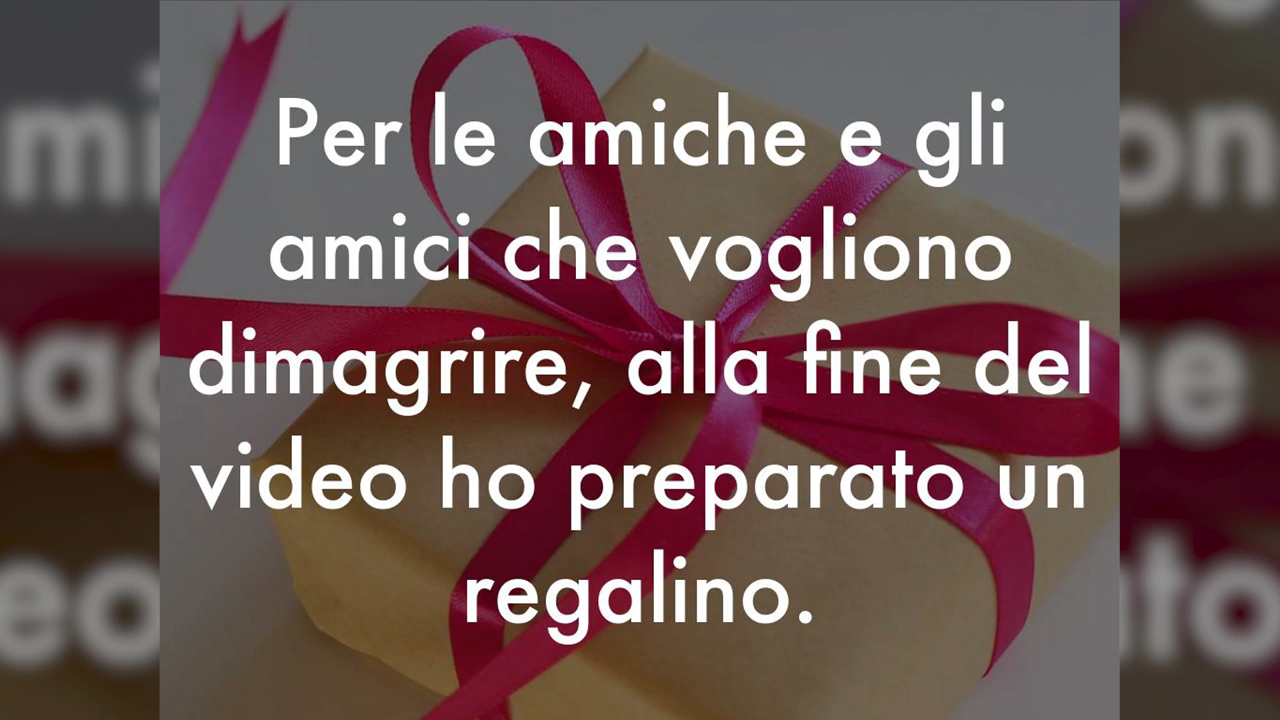 Per le amiche e gli
amici che vogliono
dimagrire, alla fine del
video ho preparato un
regalino.